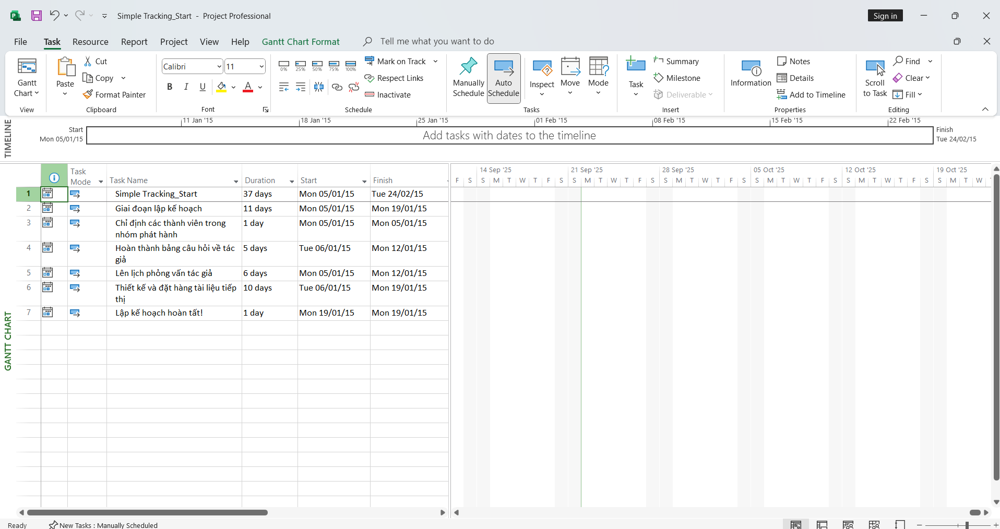 Simple Tracking_Start - Project Professional
Sign in
File Task Resource Report Project View Help Gantt Chart Format Tell me what you want to do
Gantt Chart
View
Paste
Cut
Copy
Format Painter
Clipboard
Calibri 11
B I U A
Font
0% 25% 50% 75% 100%
Mark on Track
Respect Links
Inactivate
Schedule
Manually Schedule
Auto Schedule
Inspect
Move
Mode
Tasks
Task
Summary
Milestone
Deliverable
Insert
Information
Notes
Details
Add to Timeline
Properties
Scroll to Task
Find
Clear
Fill
Editing
TIMELINE
Start
Mon 05/01/15
11 Jan '15 18 Jan '15 25 Jan '15 01 Feb '15 08 Feb '15 15 Feb '15 22 Feb '15
Add tasks with dates to the timeline
Finish
Tue 24/02/15
GANTT CHART
Task Mode Task Name Duration Start Finish
1 Simple Tracking_Start 37 days Mon 05/01/15 Tue 24/02/15
2 Giai đoạn lập kế hoạch 11 days Mon 05/01/15 Mon 19/01/15
3 Chỉ định các thành viên trong nhóm phát hành 1 day Mon 05/01/15 Mon 05/01/15
4 Hoàn thành bảng câu hỏi về tác giả 5 days Tue 06/01/15 Mon 12/01/15
5 Lên lịch phỏng vấn tác giả 6 days Mon 05/01/15 Mon 12/01/15
6 Thiết kế và đặt hàng tài liệu tiếp thị 10 days Tue 06/01/15 Mon 19/01/15
7 Lập kế hoạch hoàn tất! 1 day Mon 19/01/15 Mon 19/01/15
14 Sep '25 21 Sep '25 28 Sep '25 05 Oct '25 12 Oct '25 19 Oct '25
F S S M T W T F S S M T W T F S S M T W T F S S M T W T F S S M T W T F S S M T W
Ready New Tasks : Manually Scheduled